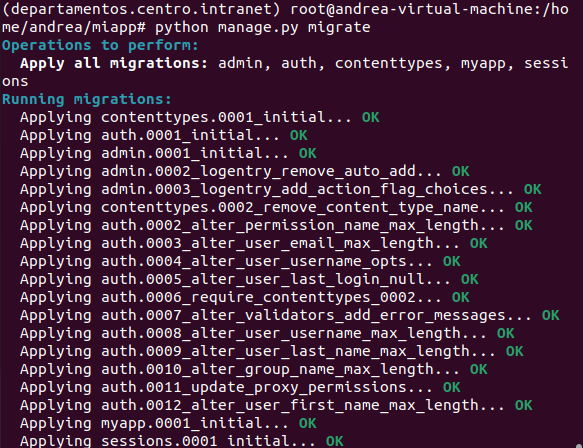 (departamentos.centro.intranet) root@andrea-virtual-machine:/ho
me/andrea/miapp# python manage.py migrate
Operations to perform:
  Apply all migrations: admin, auth, contenttypes, myapp, sessi
ons
Running migrations:
  Applying contenttypes.0001_initial... OK
  Applying auth.0001_initial... OK
  Applying admin.0001_initial... OK
  Applying admin.0002_logentry_remove_auto_add... OK
  Applying admin.0003_logentry_add_action_flag_choices... OK
  Applying contenttypes.0002_remove_content_type_name... OK
  Applying auth.0002_alter_permission_name_max_length... OK
  Applying auth.0003_alter_user_email_max_length... OK
  Applying auth.0004_alter_user_username_opts... OK
  Applying auth.0005_alter_user_last_login_null... OK
  Applying auth.0006_require_contenttypes_0002... OK
  Applying auth.0007_alter_validators_add_error_messages... OK
  Applying auth.0008_alter_user_username_max_length... OK
  Applying auth.0009_alter_user_last_name_max_length... OK
  Applying auth.0010_alter_group_name_max_length... OK
  Applying auth.0011_update_proxy_permissions... OK
  Applying auth.0012_alter_user_first_name_max_length... OK
  Applying myapp.0001_initial... OK
  Applying sessions.0001_initial... OK